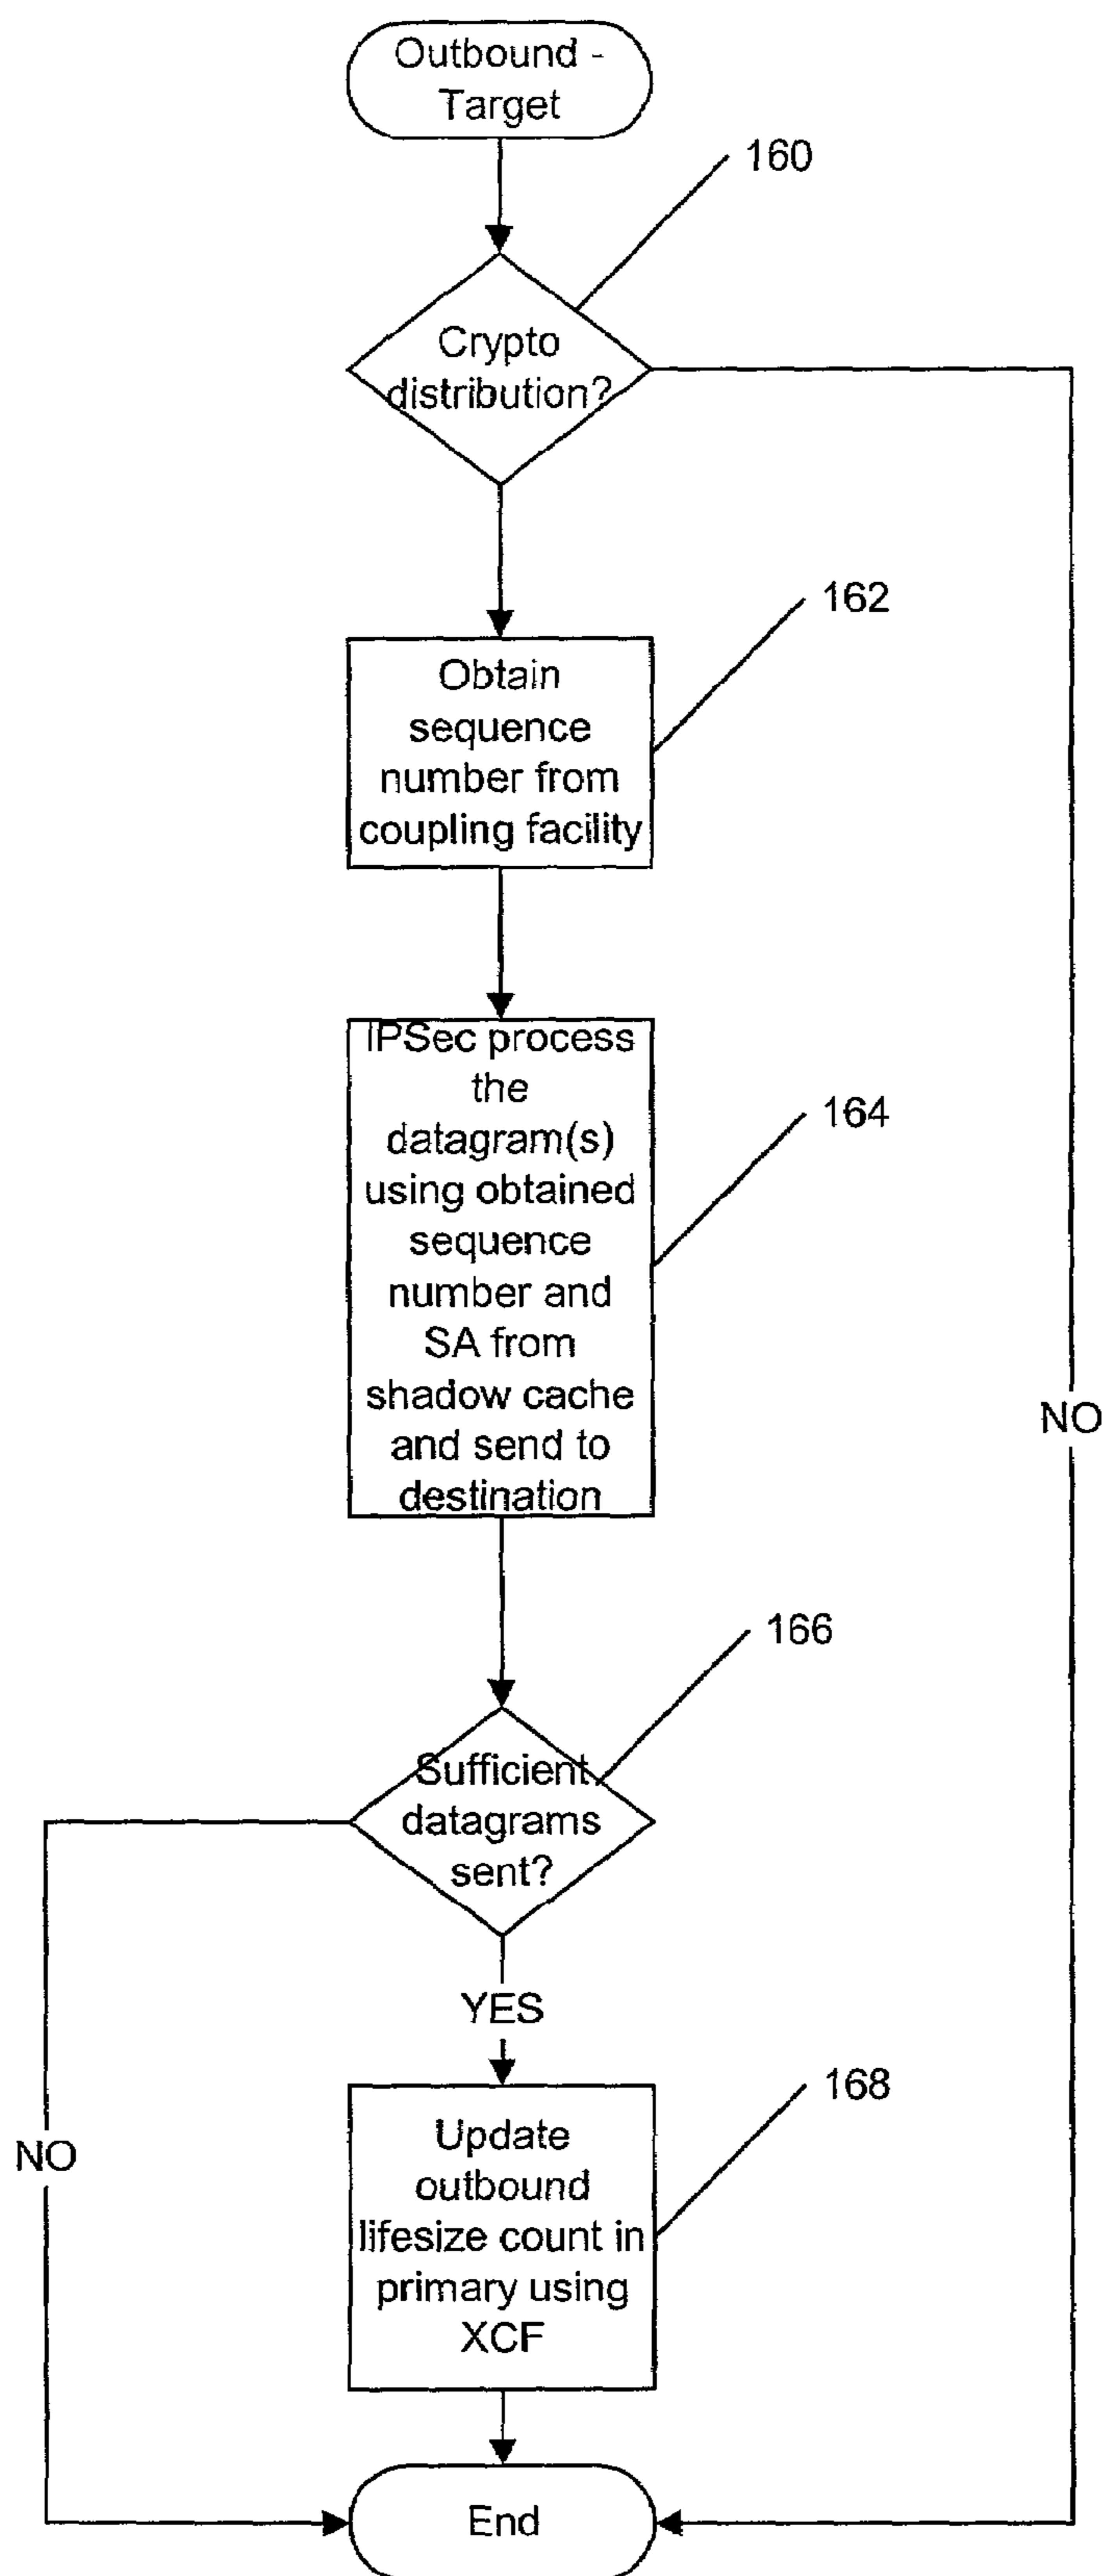 Outbound -
Target
160
Crypto
distribution?
162
Obtain
sequence
number from
coupling facility
IPSec process
the
datagram(s)
using obtained
sequence
number and
SA from
shadow cache
and send to
destination
164
NO
166
Sufficient
datagrams
sent?
YES
168
NO
Update
outbound
lifesize count in
primary using
XCF
End